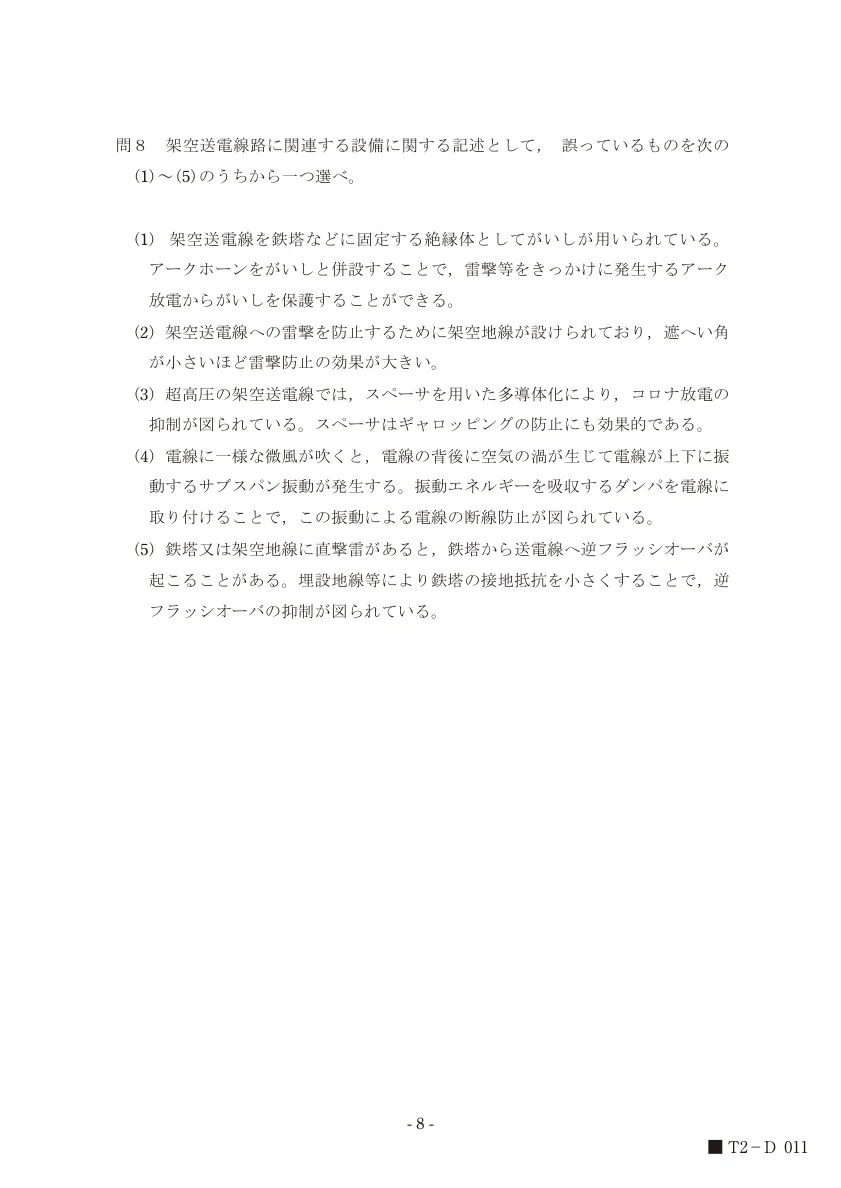 問８　架空送電線路に関連する設備に関する記述として，　誤っているものを次の
(1)～(5)のうちから一つ選べ。
(1)　架空送電線を鉄塔などに固定する絶縁体としてがいしが用いられている。
アークホーンをがいしと併設することで，雷撃等をきっかけに発生するアーク
放電からがいしを保護することができる。
(2) 架空送電線への雷撃を防止するために架空地線が設けられており，遮へい角
が小さいほど雷撃防止の効果が大きい。
(3) 超高圧の架空送電線では，スペーサを用いた多導体化により，コロナ放電の
抑制が図られている。スペーサはギャロッピングの防止にも効果的である。
(4) 電線に一様な微風が吹くと，電線の背後に空気の渦が生じて電線が上下に振
動するサブスパン振動が発生する。振動エネルギーを吸収するダンパを電線に
取り付けることで，この振動による電線の断線防止が図られている。
(5) 鉄塔又は架空地線に直撃雷があると，鉄塔から送電線へ逆フラッシオーバが
起こることがある。埋設地線等により鉄塔の接地抵抗を小さくすることで，逆
フラッシオーバの抑制が図られている。
- 8 -
■ T2－D 011